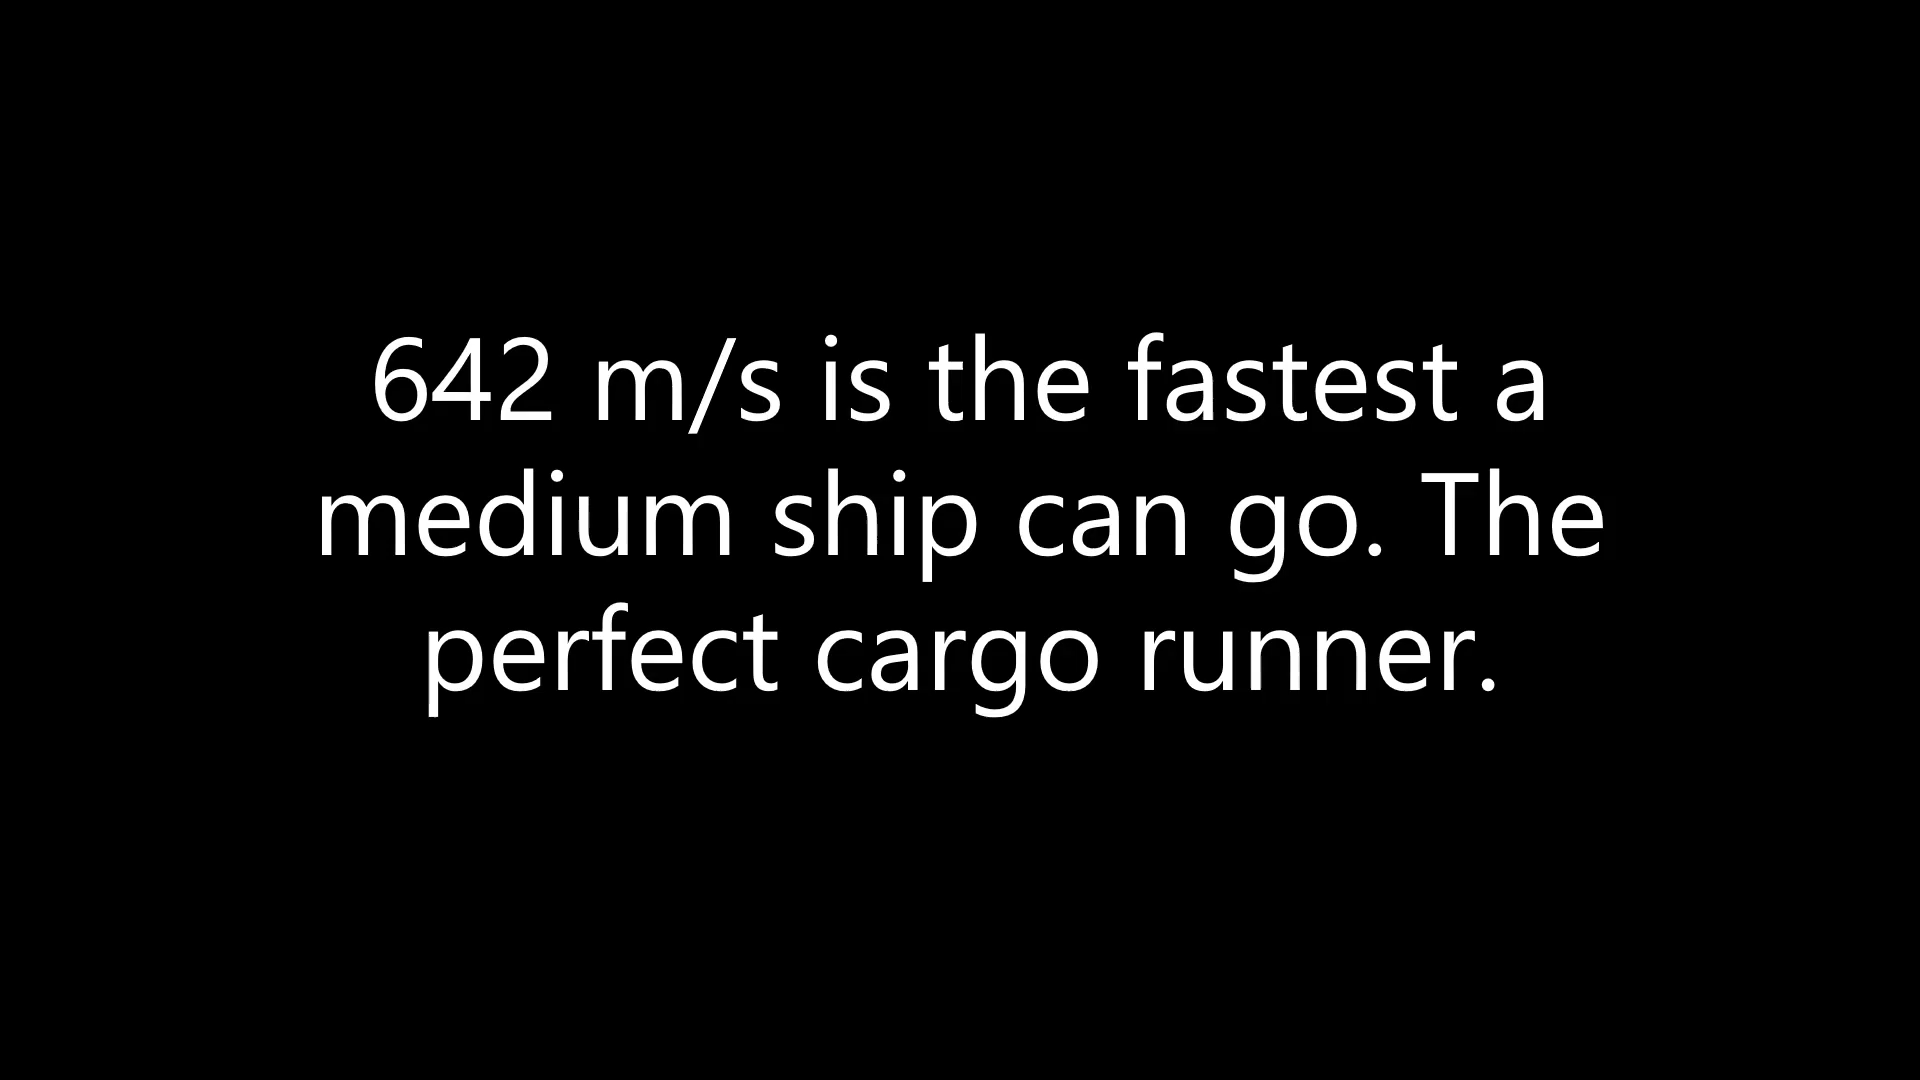 642 m/s is the fastest a
medium ship can go. The
perfect cargo runner.